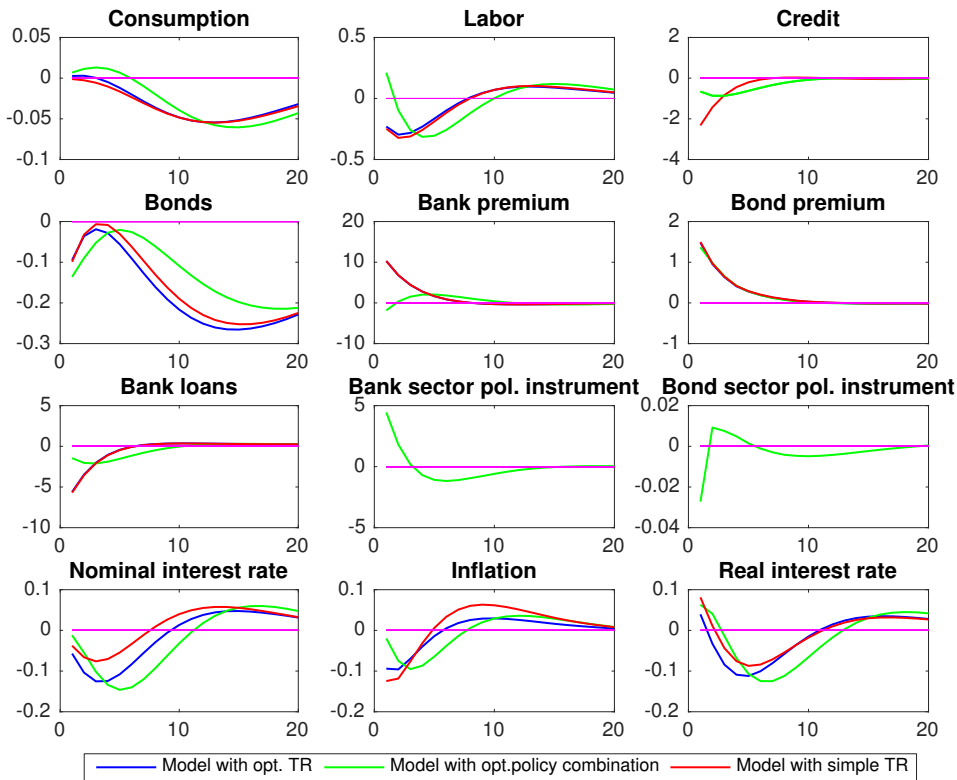 Consumption Labor Credit
0.05 0.5 2
0 0 0
-0.05 -2
-0.1 -0.5 -4
0 10 20 0 10 20 0 10 20
Bonds Bank premium Bond premium
0 20 2
-0.1 10 1
-0.2 0 0
-0.3 -10 -1
0 10 20 0 10 20 0 10 20
Bank loans Bank sector pol. instrument Bond sector pol. instrument
5 5 0.02
0 0 0
-5 -0.02
-10 -5 -0.04
0 10 20 0 10 20 0 10 20
Nominal interest rate Inflation Real interest rate
0.1 0.1 0.1
0 0 0
-0.1 -0.1 -0.1
-0.2 -0.2 -0.2
0 10 20 0 10 20 0 10 20
Model with opt. TR Model with opt.policy combination Model with simple TR